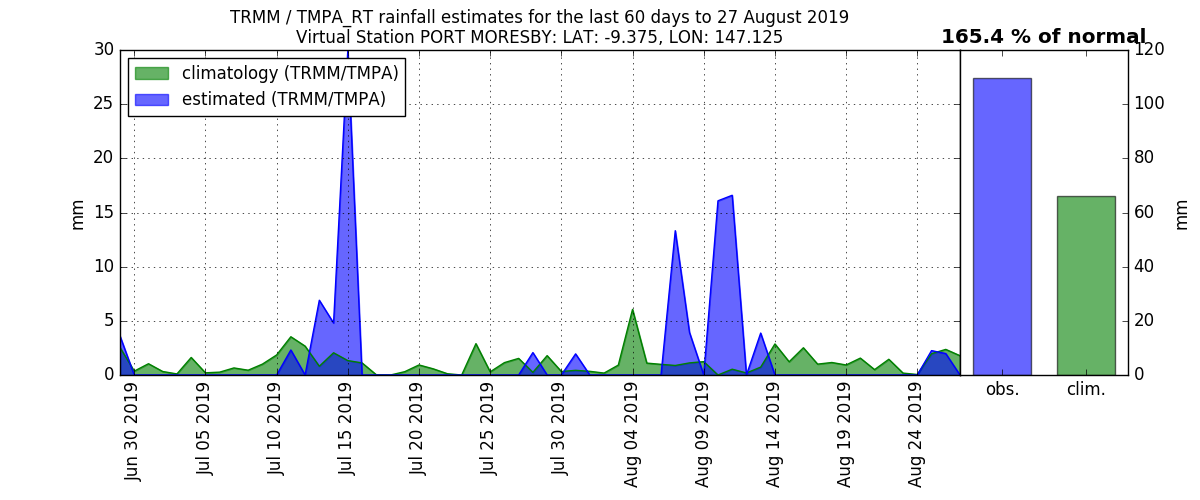 TRMM / TMPA_RT rainfall estimates for the last 60 days to 27 August 2019
Virtual Station PORT MORESBY: LAT: -9.375, LON: 147.125
165.4 % of normal
climatology (TRMM/TMPA)
estimated (TRMM/TMPA)
30
25
20
15
10
5
0
mm
120
100
80
60
40
20
0
mm
Jun 30 2019
Jul 05 2019
Jul 10 2019
Jul 15 2019
Jul 20 2019
Jul 25 2019
Jul 30 2019
Aug 04 2019
Aug 09 2019
Aug 14 2019
Aug 19 2019
Aug 24 2019
obs.
clim.